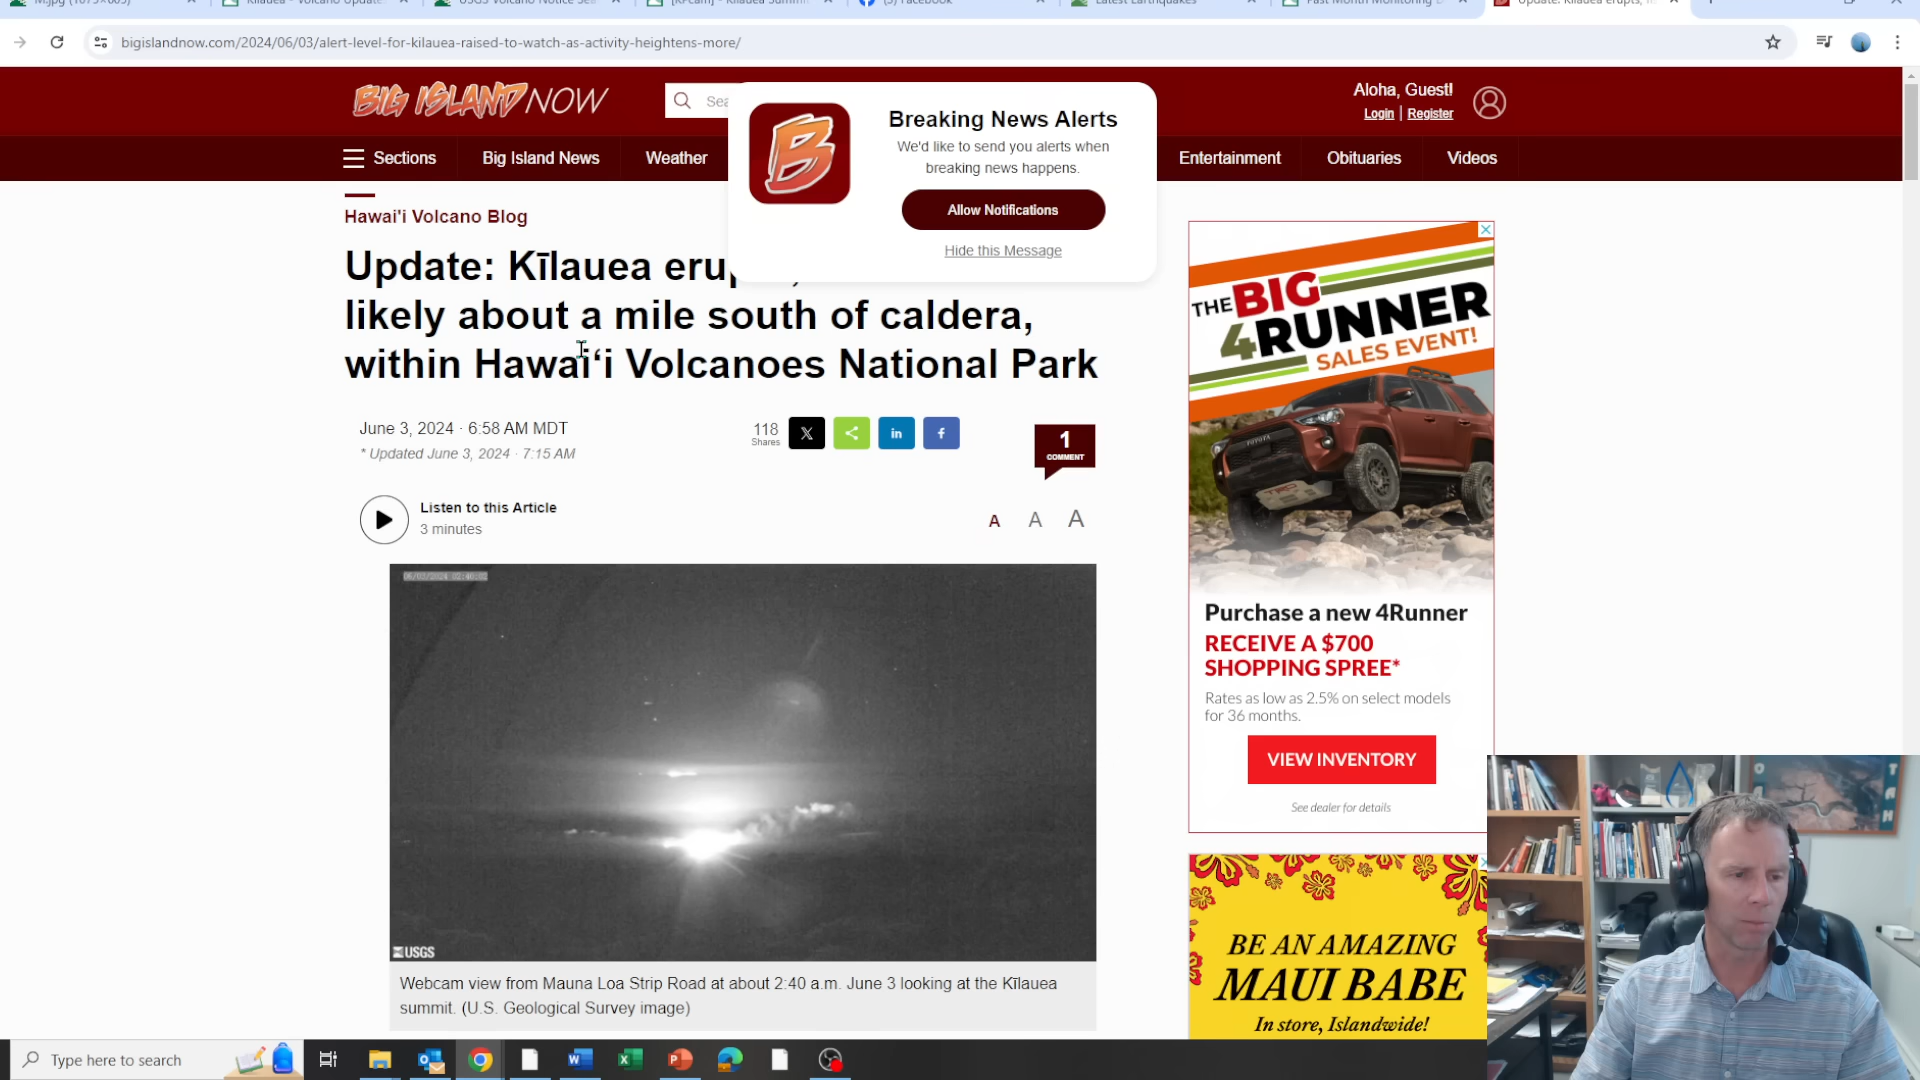 bigislandnow.com/2024/06/03/alert-level-for-kilauea-raised-to-watch-as-activity-heightens-more/
BIG ISLAND NOW
Sea
Aloha, Guest!
Login | Register
Sections
Big Island News
Weather
Entertainment
Obituaries
Videos
Breaking News Alerts
We'd like to send you alerts when
breaking news happens.
Allow Notifications
Hide this Message
Hawai'i Volcano Blog
Update: Kīlauea
likely about a mile south of caldera,
within Hawaiʻi Volcanoes National Park
June 3, 2024 · 6:58 AM MDT
* Updated June 3, 2024 · 7:15 AM
118
Shares
1
COMMENT
Listen to this Article
3 minutes
A A A
USGS
Webcam view from Mauna Loa Strip Road at about 2:40 a.m. June 3 looking at the Kīlauea
summit. (U.S. Geological Survey image)
THE BIG
4RUNNER
SALES EVENT!
TOYOTA
TRD
Purchase a new 4Runner
RECEIVE A $700
SHOPPING SPREE*
Rates as low as 2.5% on select models
for 36 months.
VIEW INVENTORY
See dealer for details
BE AN AMAZING
MAUI BABE
In store, Islandwide!
Type here to search